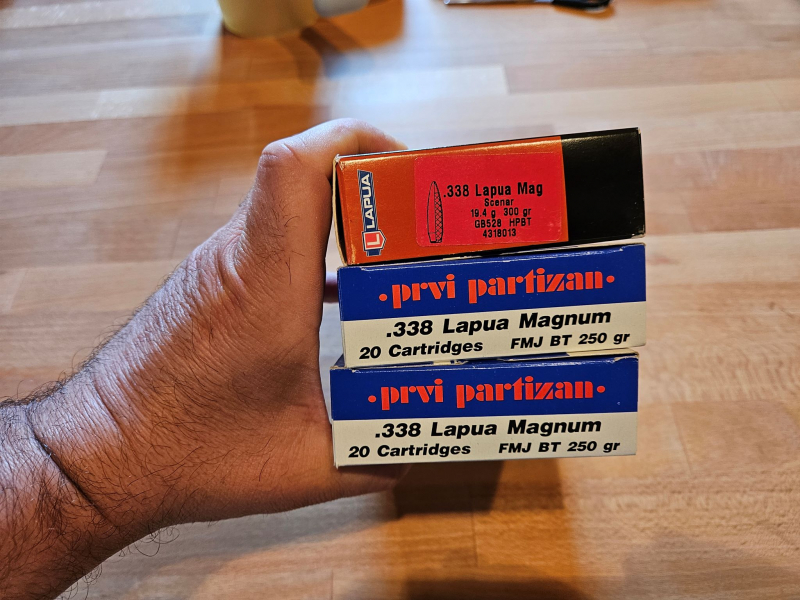 LAPUA
.338 Lapua Mag
Scenar
19.4 g 300 gr
GB528 HPBT
4318013
·prvi partizan·
.338 Lapua Magnum
20 Cartridges FMJ BT 250 gr
·prvi partizan·
.338 Lapua Magnum
20 Cartridges FMJ BT 250 gr